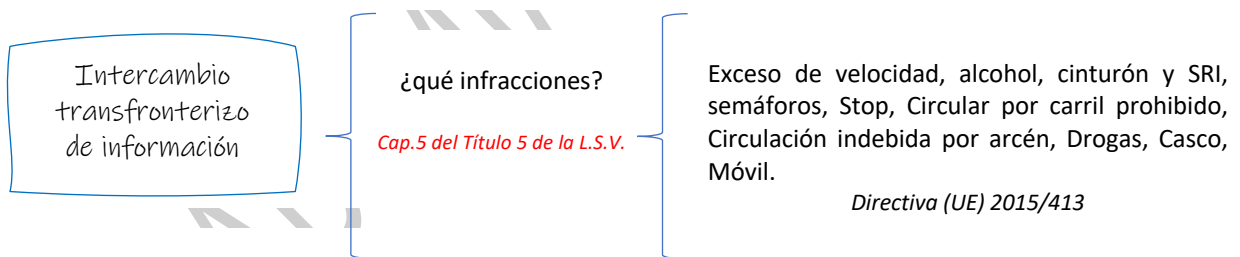 Intercambio
transfronterizo
de información
¿qué infracciones?
Cap.5 del Título 5 de la L.S.V.
Exceso de velocidad, alcohol, cinturón y SRI,
semáforos, Stop, Circular por carril prohibido,
Circulación indebida por arcén, Drogas, Casco,
Móvil.
Directiva (UE) 2015/413